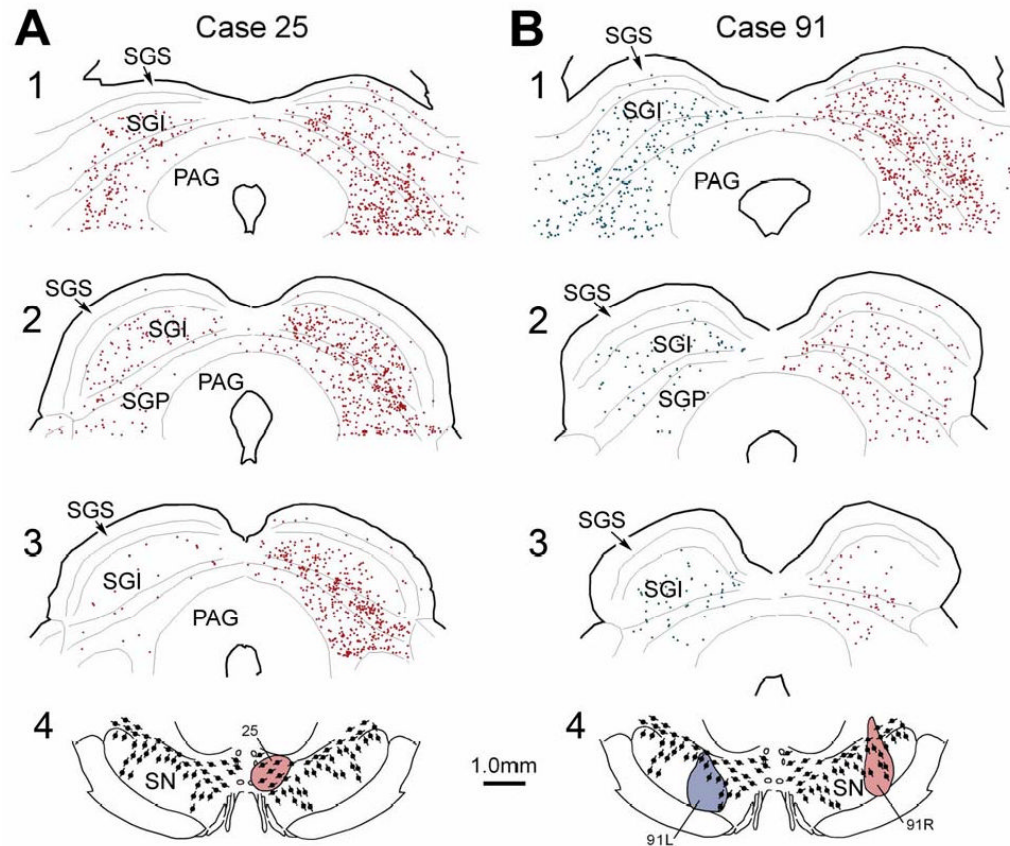 A Case 25
SGS
1
SGI
PAG
SGS
2
SGI
PAG
SGP
SGS
3
SGI
PAG
4
25
SN
1.0mm
B Case 91
SGS
1
SGI
PAG
SGS
2
SGI
SGP
SGS
3
SGI
4
SN
91L
91R